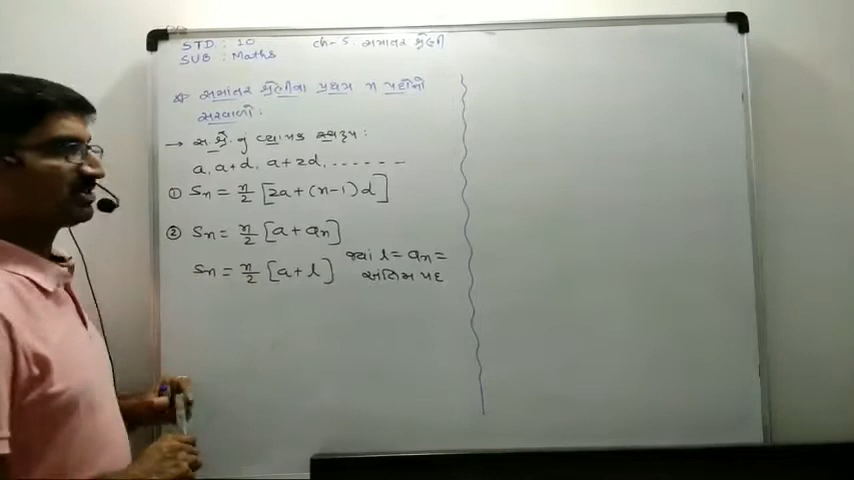 STD : 10 ch-5. સમાંતર શ્રેણી
SUB : Maths
* સમાંતર શ્રેણીના પ્રથમ n પદોનો
સરવાળો :
→ સ.શ્રે. નું વ્યાપક સ્વરૂપ :
a, a+d, a+2d, ------
① Sn = n/2 [2a+(n-1)d]
② Sn = n/2 [a+an]
Sn = n/2 [a+l] જ્યાં l = an =
અંતિમ પદ